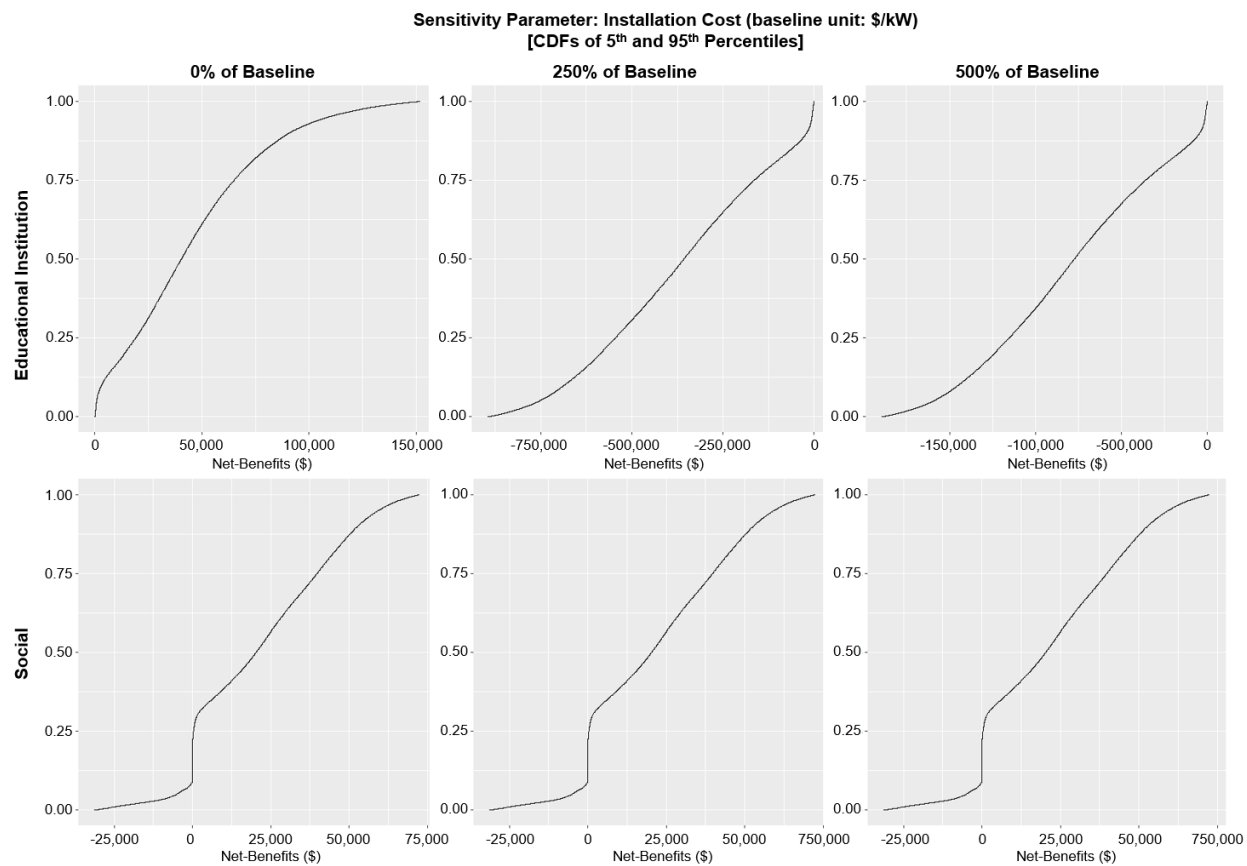 Sensitivity Parameter: Installation Cost (baseline unit: $/kW)
[CDFs of 5th and 95th Percentiles]
0% of Baseline
250% of Baseline
500% of Baseline
Educational Institution
1.00
0.75
0.50
0.25
0.00
0 50,000 100,000 150,000
Net-Benefits ($)
1.00
0.75
0.50
0.25
0.00
-750,000 -500,000 -250,000 0
Net-Benefits ($)
1.00
0.75
0.50
0.25
0.00
-150,000 -100,000 -500,000 0
Net-Benefits ($)
Social
1.00
0.75
0.50
0.25
0.00
-25,000 0 25,000 50,000 75,000
Net-Benefits ($)
1.00
0.75
0.50
0.25
0.00
-25,000 0 25,000 50,000 750,000
Net-Benefits ($)
1.00
0.75
0.50
0.25
0.00
-25,000 0 25,000 50,000 750,000
Net-Benefits ($)